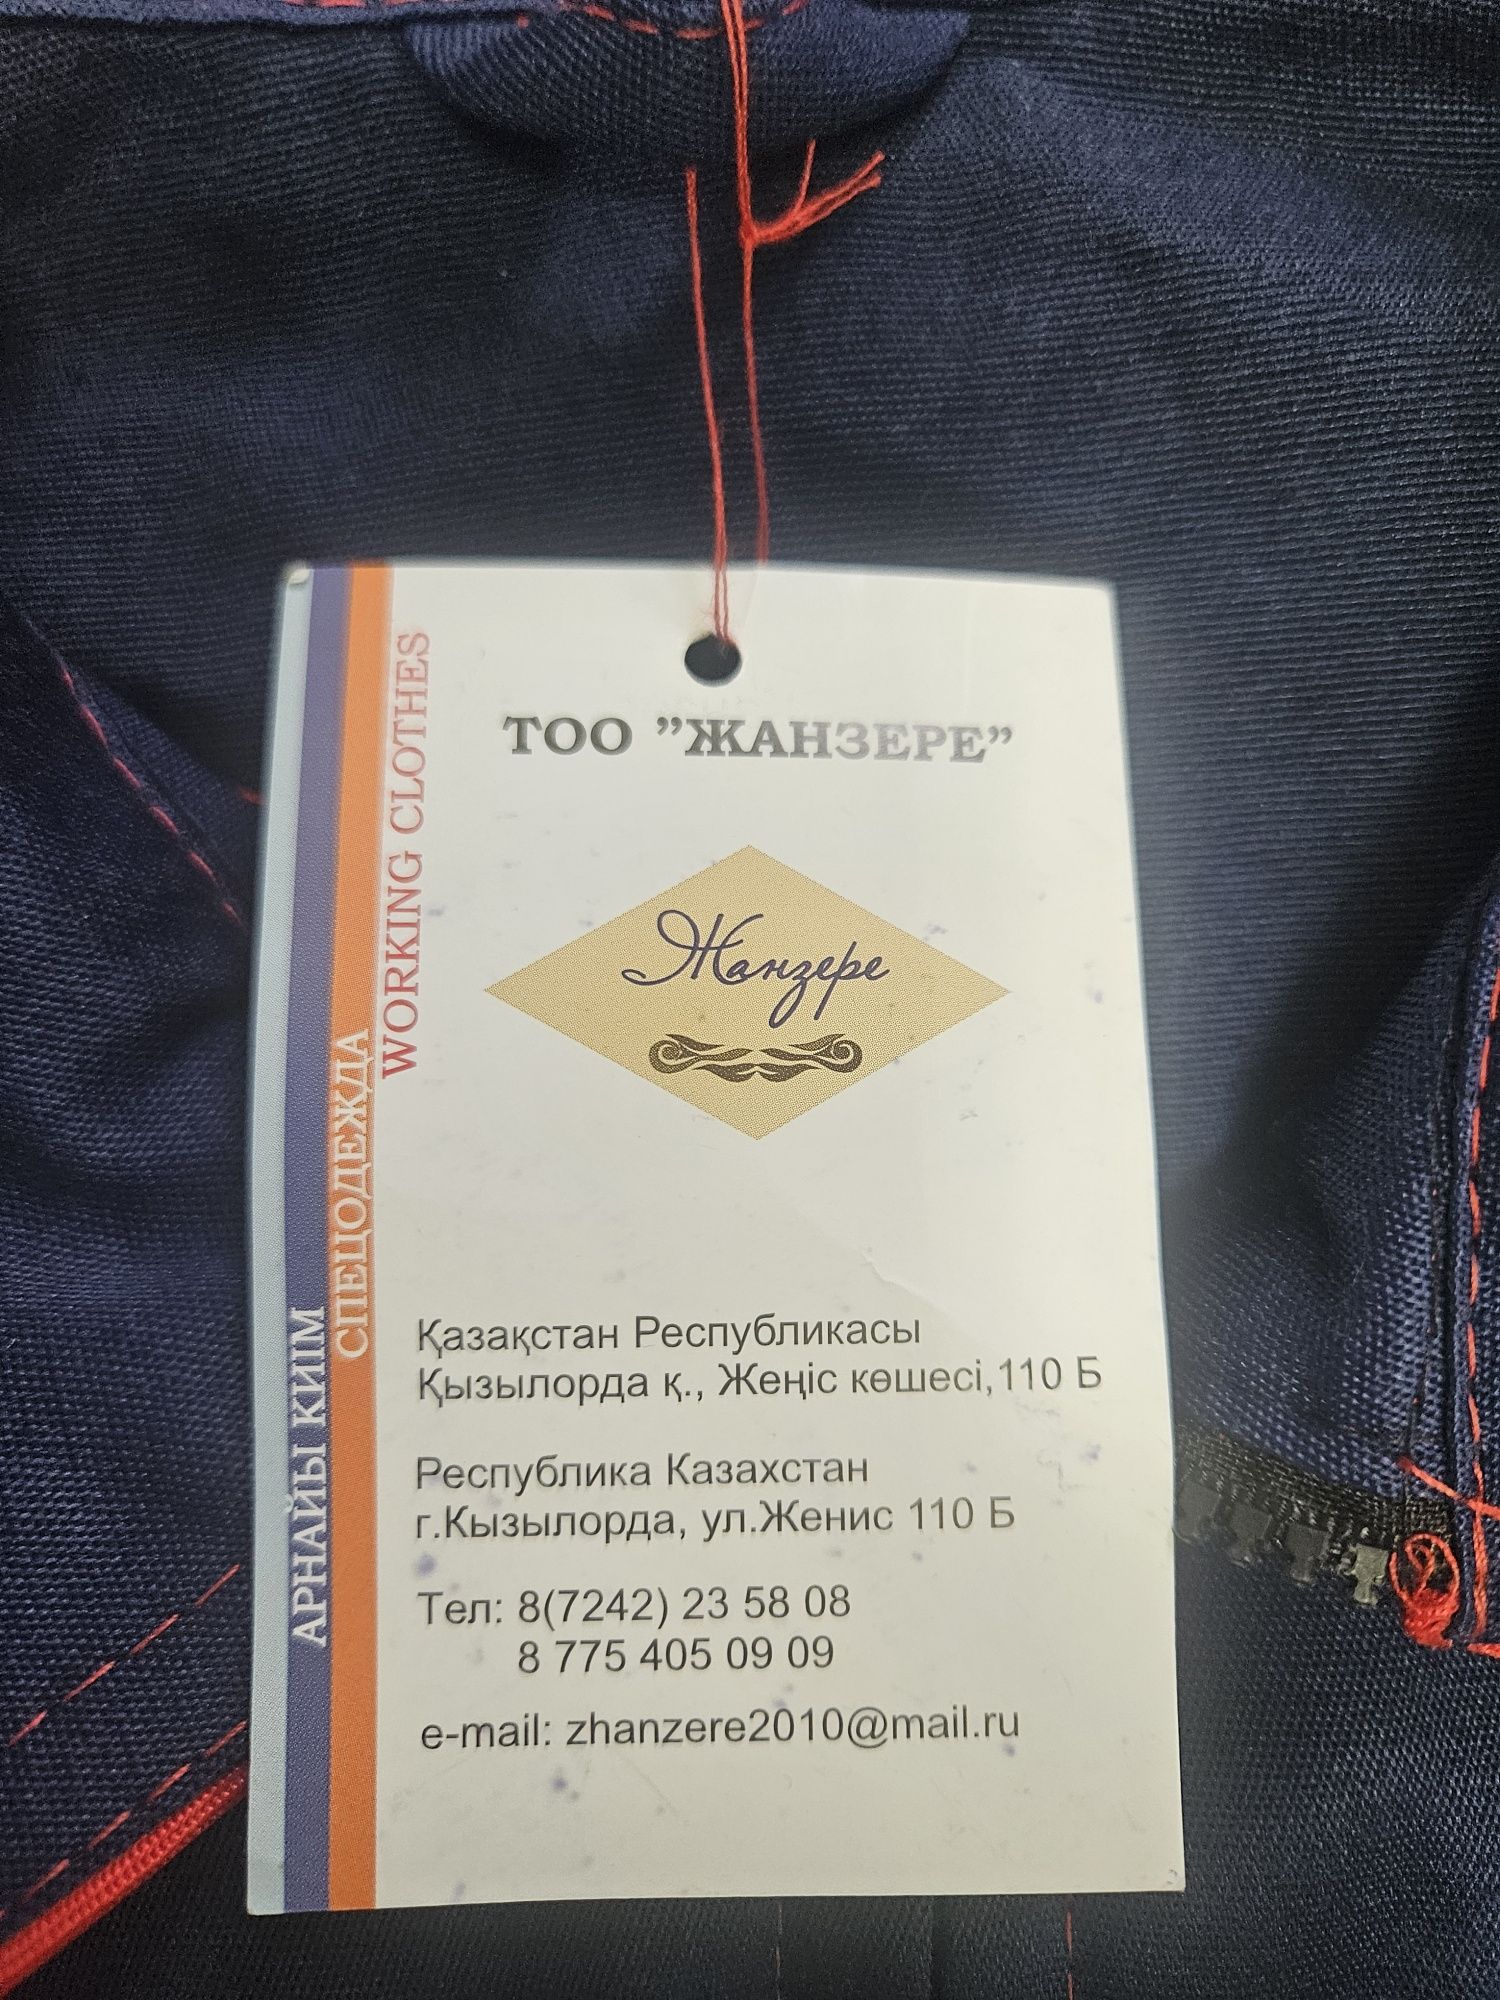 ТОО "ЖАНЗЕРЕ"
WORKING CLOTHES
СПЕЦОДЕЖДА
АРНАЙЫ КИІМ
Жанзере
Қазақстан Республикасы
Қызылорда қ., Жеңіс көшесі,110 Б
Республика Казахстан
г.Кызылорда, ул.Женис 110 Б
Тел: 8(7242) 23 58 08
8 775 405 09 09
e-mail: zhanzere2010@mail.ru